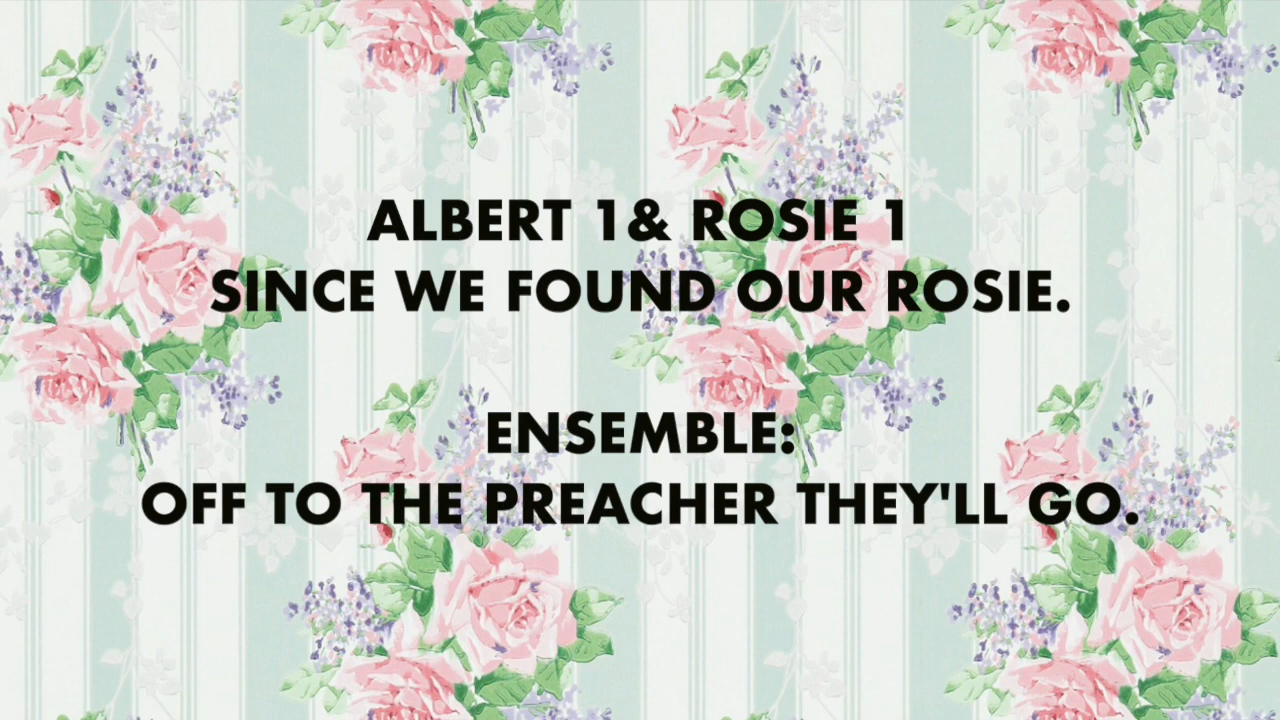 ALBERT 1& ROSIE 1
SINCE WE FOUND OUR ROSIE.
ENSEMBLE:
OFF TO THE PREACHER THEY'LL GO.